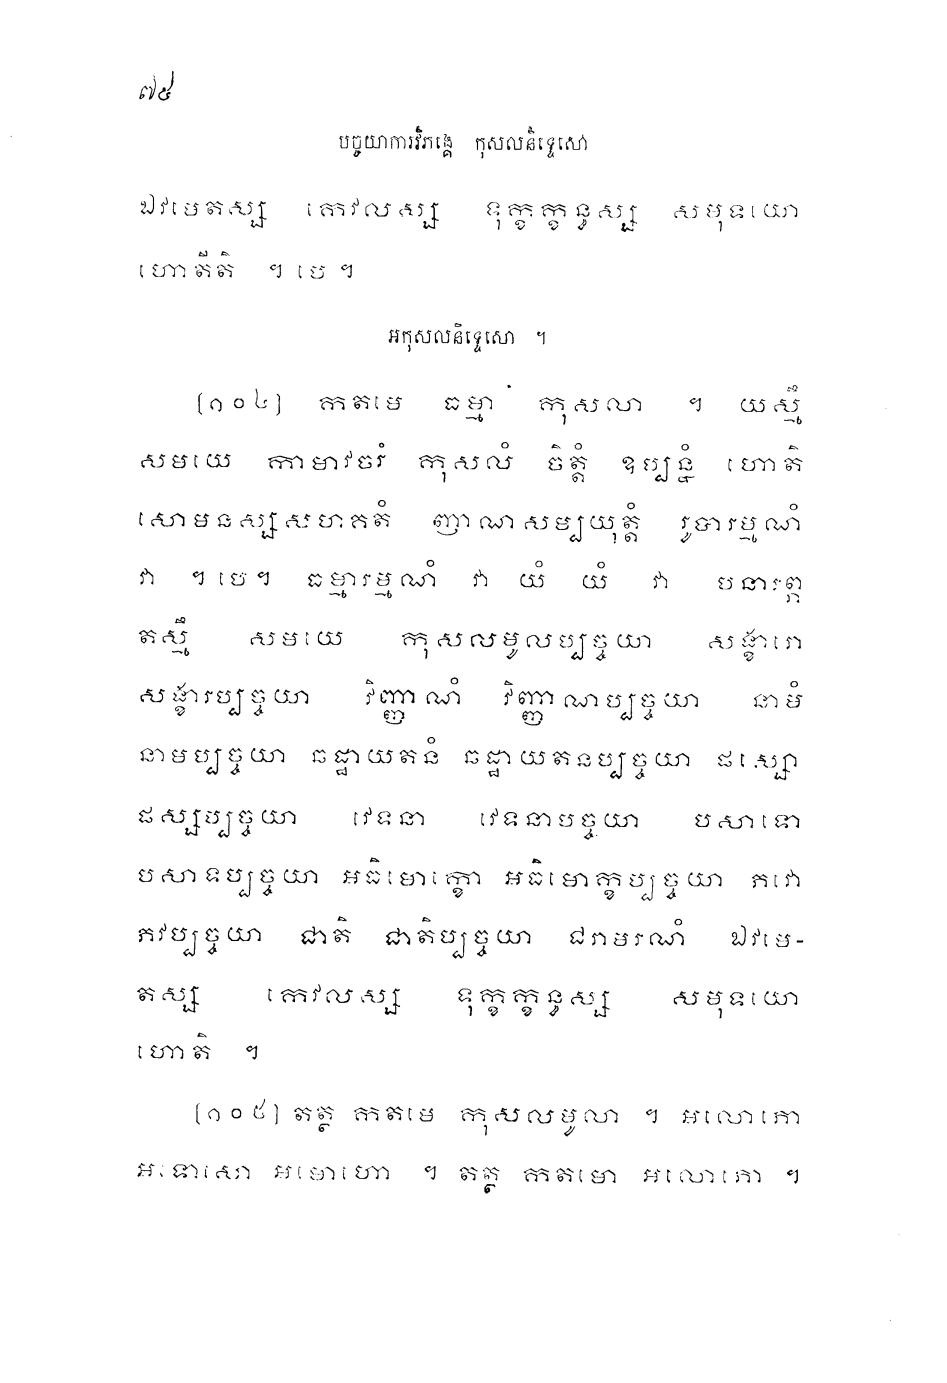 ៧៥
បច្ចយាការវិភង្គេ កុសលនិទ្ទេសោ
ឯវមេតស្ស កេវលស្ស ទុក្ខក្ខន្ធស្ស សមុទយោ
ហោតីតិ ។ បេ ។
អកុសលនិទ្ទេសោ ។
(១០៤) កតមេ ធម្មា កុសលា ។ យស្មឹ
សមយេ កាមាវចរំ កុសលំ ចិត្តំ ឧប្បន្នំ ហោតិ
សោមនស្សសហគតំ ញាណសម្បយុត្តំ រូបារម្មណំ
វា ។ បេ។ ធម្មារម្មណំ វា យំ យំ វា បនារព្ភ
តស្មឹ សមយេ កុសលមូលប្បច្ចយា សង្ខារោ
សង្ខារប្បច្ចយា វិញ្ញាណំ វិញ្ញាណប្បច្ចយា នាមំ
នាមប្បច្ចយា ឆដ្ឋាយតនំ ឆដ្ឋាយតនប្បច្ចយា ផស្សោ
ផស្សប្បច្ចយា វេទនា វេទនាបច្ចយា បសាទោ
បសាទប្បច្ចយា អធិមោក្ខោ អធិមោក្ខប្បច្ចយា ភវោ
ភវប្បច្ចយា ជាតិ ជាតិប្បច្ចយា ជរាមរណំ ឯវមេ-
តស្ស កេវលស្ស ទុក្ខក្ខន្ធស្ស សមុទយោ
ហោតិ ។
(១០៥) តត្ថ កតមេ កុសលមូលា ។ អលោភោ
អទោសោ អមោហោ ។ តត្ថ កតមោ អលោភោ ។